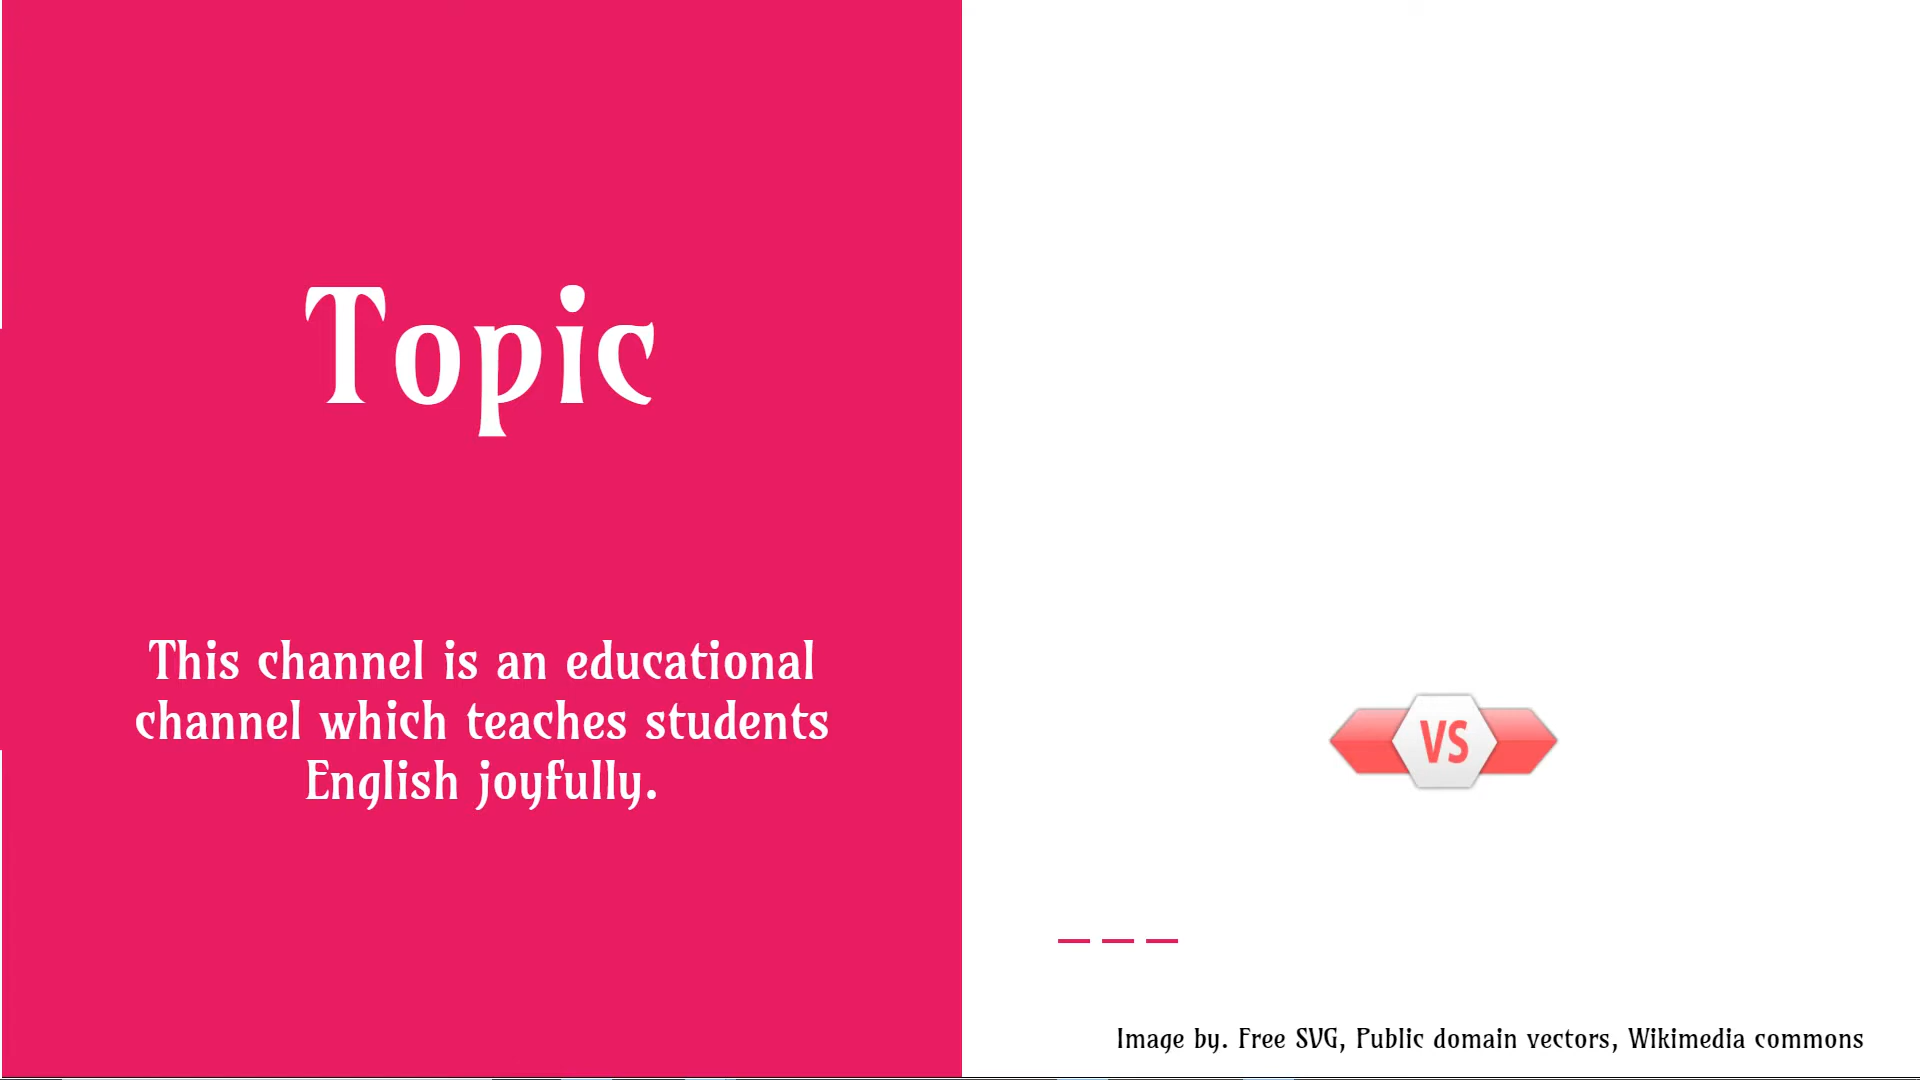 Topic
This channel is an educational
channel which teaches students
English joyfully.
VS
Image by. Free SVG, Public domain vectors, Wikimedia commons